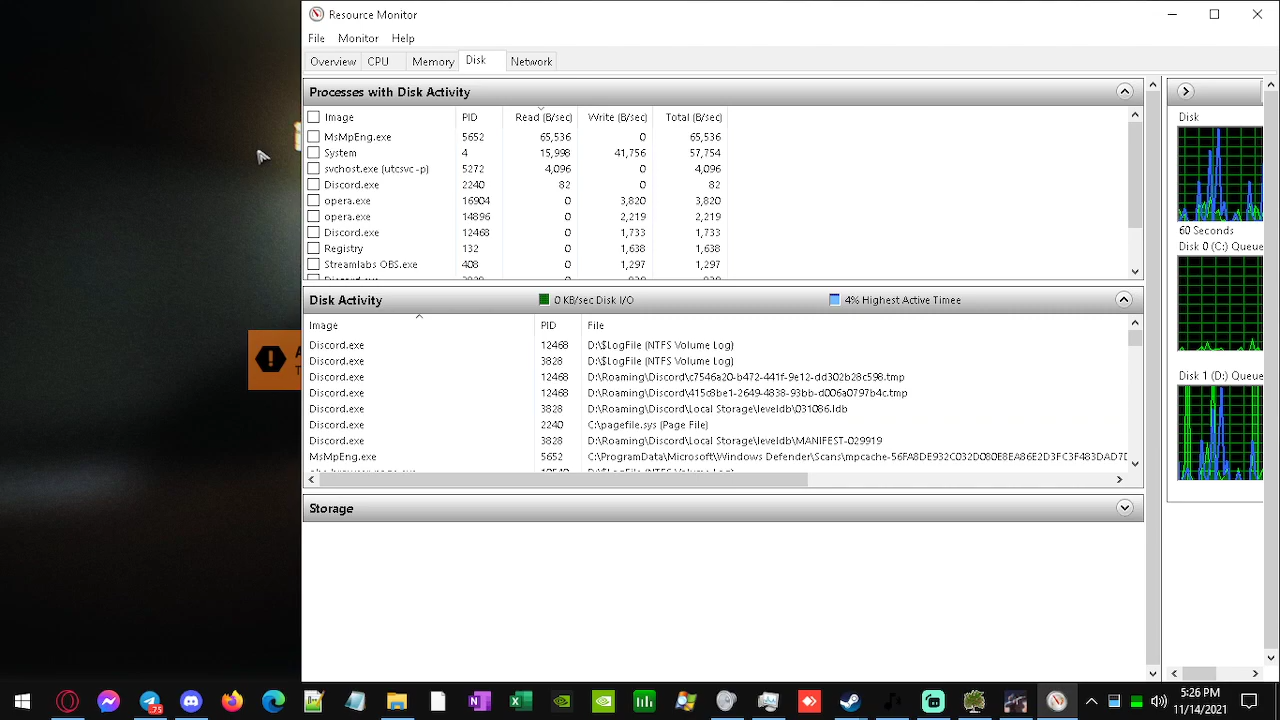 Resource Monitor
File Monitor Help
Overview CPU Memory Disk Network
Processes with Disk Activity
Image PID Read (B/sec) Write (B/sec) Total (B/sec)
MsMpEng.exe 5652 65,536 0 65,536
System 4 15,998 41,756 57,754
svchost.exe (utcsvc -p) 5272 4,096 0 4,096
Discord.exe 2240 82 0 82
opera.exe 16904 0 3,820 3,820
opera.exe 14896 0 2,219 2,219
Discord.exe 12468 0 1,733 1,733
Registry 132 0 1,638 1,638
Streamlabs OBS.exe 408 0 1,297 1,297
Disk Activity 0 KB/sec Disk I/O 4% Highest Active Timee
Image PID File
Discord.exe 12468 D:\$LogFile (NTFS Volume Log)
Discord.exe 3828 D:\$LogFile (NTFS Volume Log)
Discord.exe 12468 D:\Roaming\Discord\c7546a20-b472-441f-9e12-dd302b28c598.tmp
Discord.exe 12468 D:\Roaming\Discord\415c8be1-2649-4838-93bb-d006a0797b4c.tmp
Discord.exe 3828 D:\Roaming\Discord\Local Storage\leveldb\031086.ldb
Discord.exe 2240 C:\pagefile.sys (Page File)
Discord.exe 3828 D:\Roaming\Discord\Local Storage\leveldb\MANIFEST-029919
MsMpEng.exe 5652 C:\ProgramData\Microsoft\Windows Defender\Scans\mpcache-56FA8DE932C032D080E8EA86E2D3FC3F483DAD7D
Storage
Disk
60 Seconds
Disk 0 (C:) Queue
Disk 1 (D:) Queue
75
5:26 PM
11/14/2021